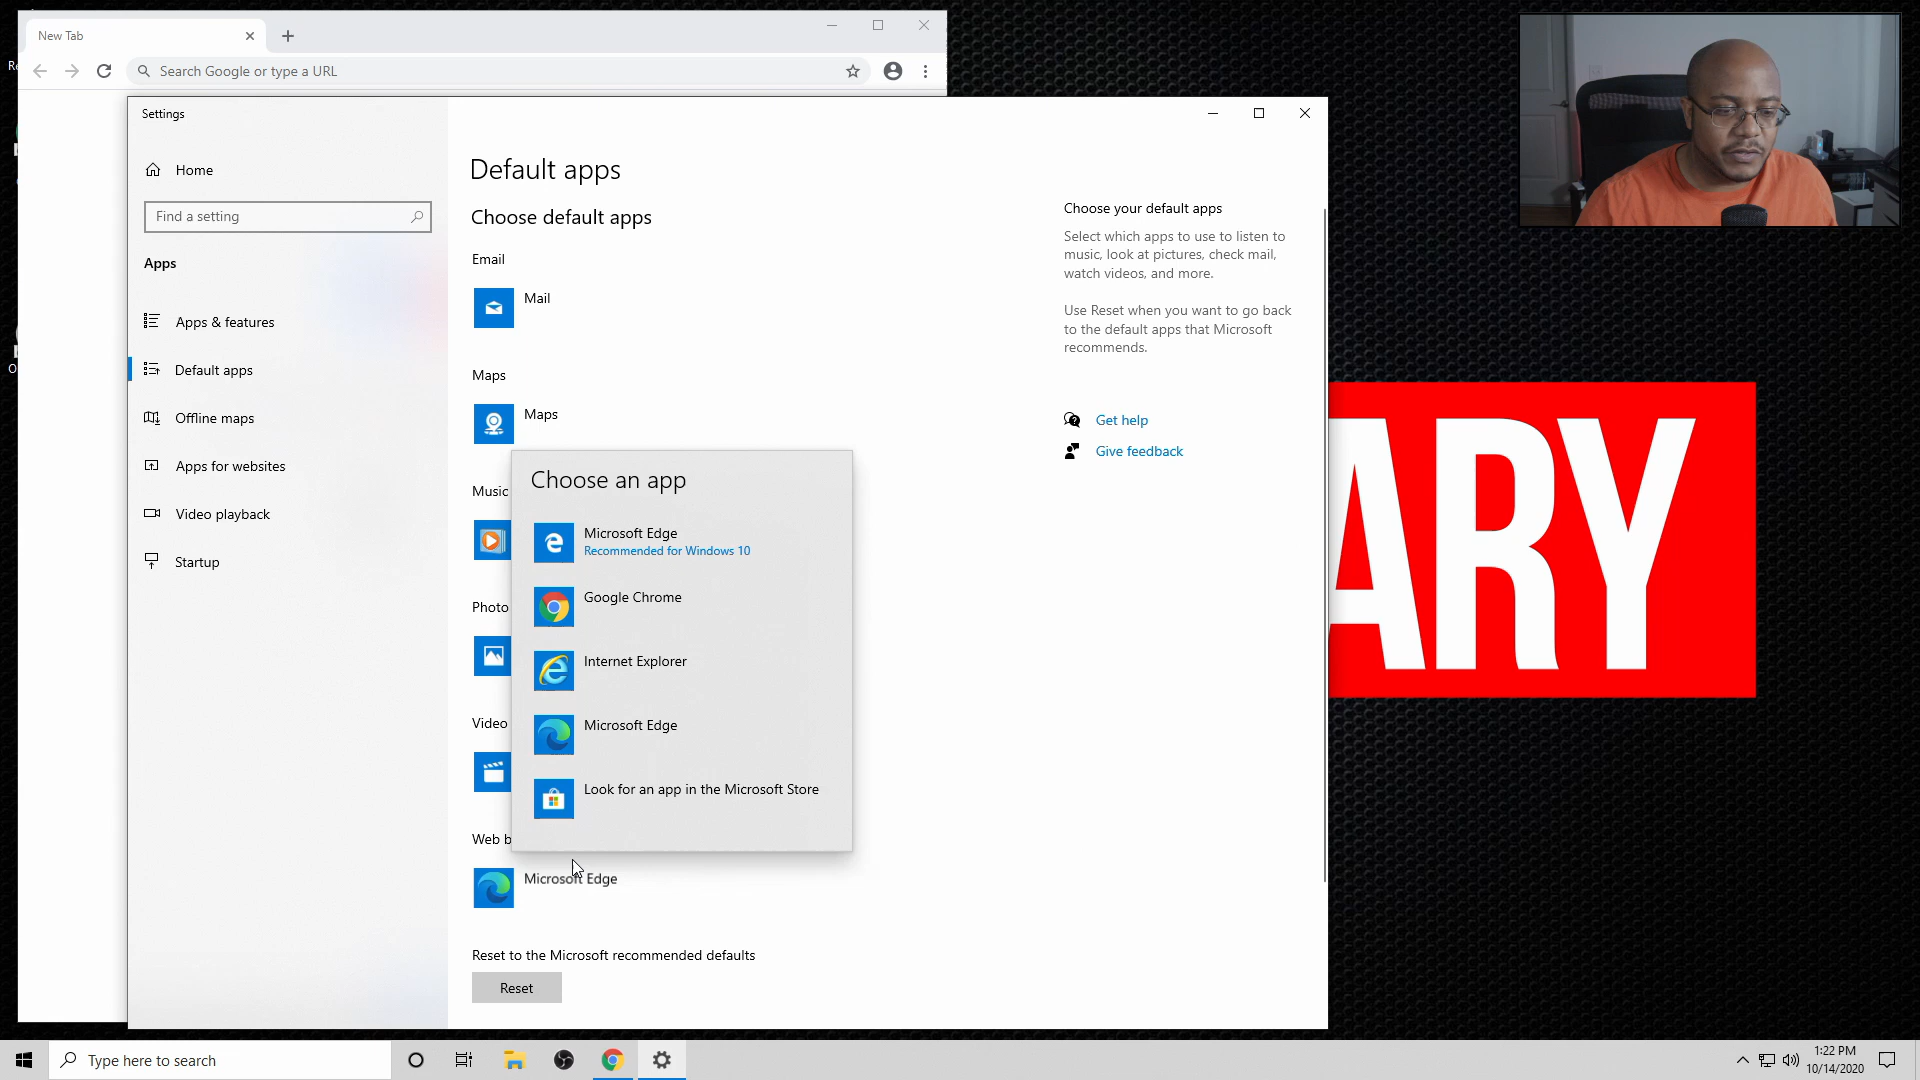 New Tab
Search Google or type a URL
Settings
Home
Find a setting
Apps
Apps & features
Default apps
Offline maps
Apps for websites
Video playback
Startup
Default apps
Choose default apps
Email
Mail
Maps
Maps
Music
Photo
Video
Web b
Microsoft Edge
Choose an app
Microsoft Edge
Recommended for Windows 10
Google Chrome
Internet Explorer
Microsoft Edge
Look for an app in the Microsoft Store
Reset to the Microsoft recommended defaults
Reset
Choose your default apps
Select which apps to use to listen to
music, look at pictures, check mail,
watch videos, and more.
Use Reset when you want to go back
to the default apps that Microsoft
recommends.
Get help
Give feedback
ARY
Type here to search
1:22 PM
10/14/2020